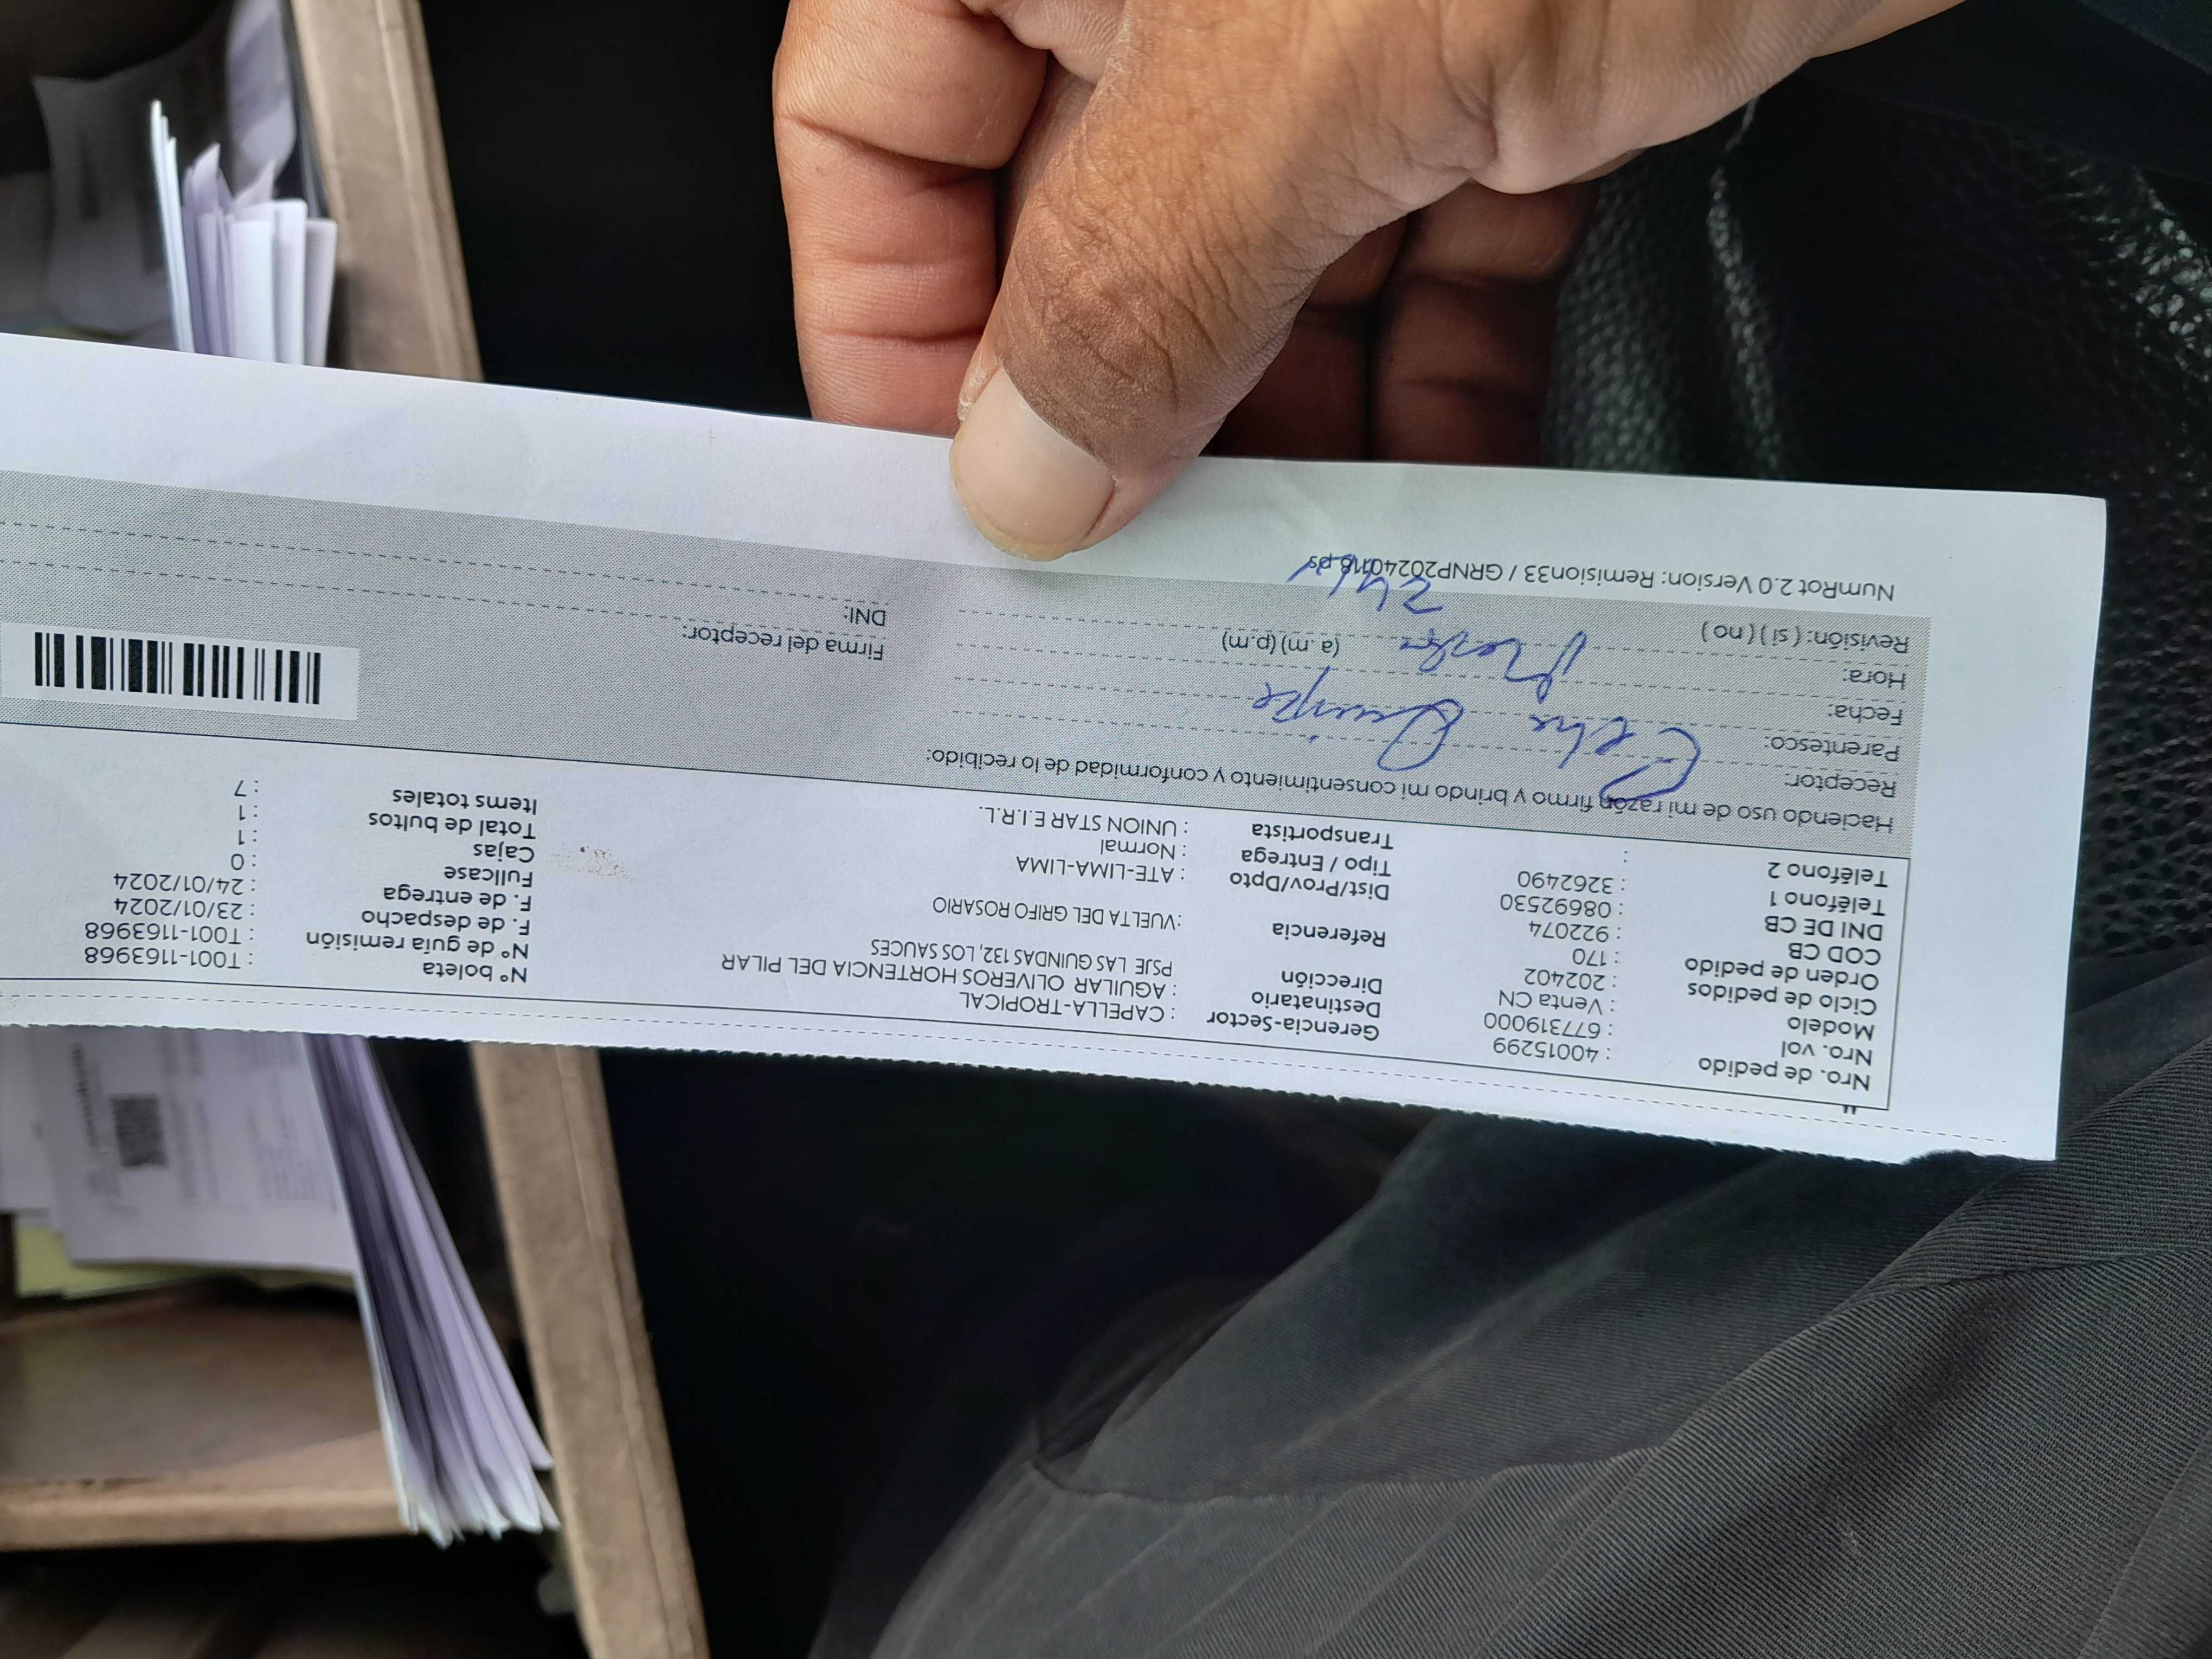 Nro. de pedido : 40015299
Nro. vol : 677319000
Modelo : Venta CN
Ciclo de pedidos : 202402
Orden de pedido : 170
COD CB : 922074
DNI DE CB : 08692530
Teléfono 1 : 3262490
Teléfono 2 :
Gerencia-Sector : CAPELLA-TROPICAL
Destinatario : AGUILAR OLIVEROS HORTENCIA DEL PILAR
Dirección PSJE LAS GUINDAS 132, LOS SAUCES
Referencia : VUELTA DEL GRIFO ROSARIO
Dist/Prov/Dpto : ATE-LIMA-LIMA
Tipo / Entrega : Normal
Transportista : UNION STAR E.I.R.L.
Nº boleta : T001-1163968
Nº de guía remisión : T001-1163968
F. de despacho : 23/01/2024
F. de entrega : 24/01/2024
Fullcase : 0
Cajas : 1
Total de bultos : 1
Items totales : 7
Haciendo uso de mi razón firmo y brindo mi consentimiento y conformidad de lo recibido:
Receptor:
Parentesco: Quispe
Fecha:
Hora: (a.m) (p.m)
Revisión: ( si ) ( no )
Firma del receptor:
DNI:
NumRot 2.0 Version: Remision33 / GRNP20240118.ps